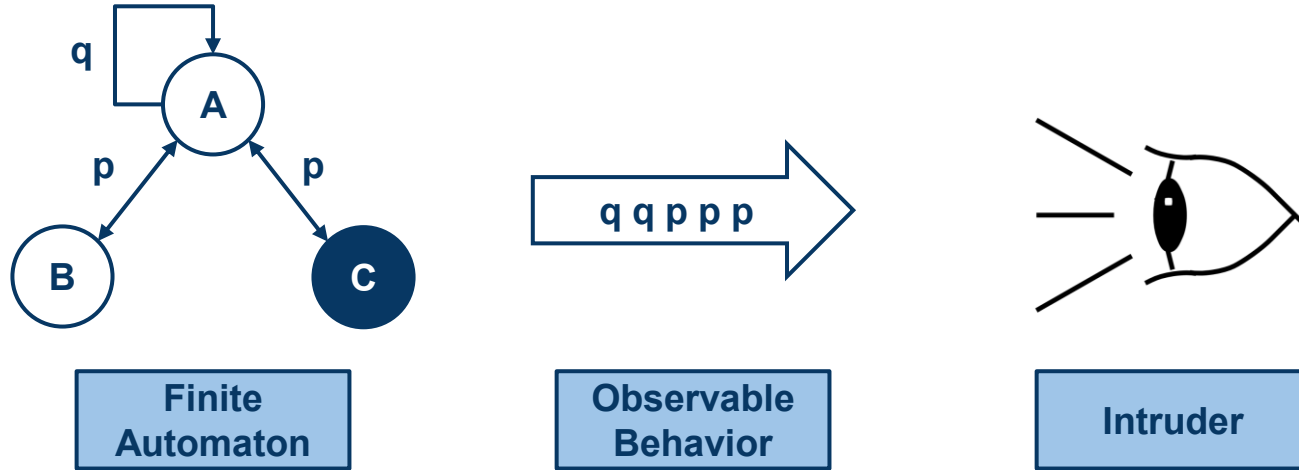 q
A
p
p
B
C
q q p p p
Finite
Automaton
Observable
Behavior
Intruder